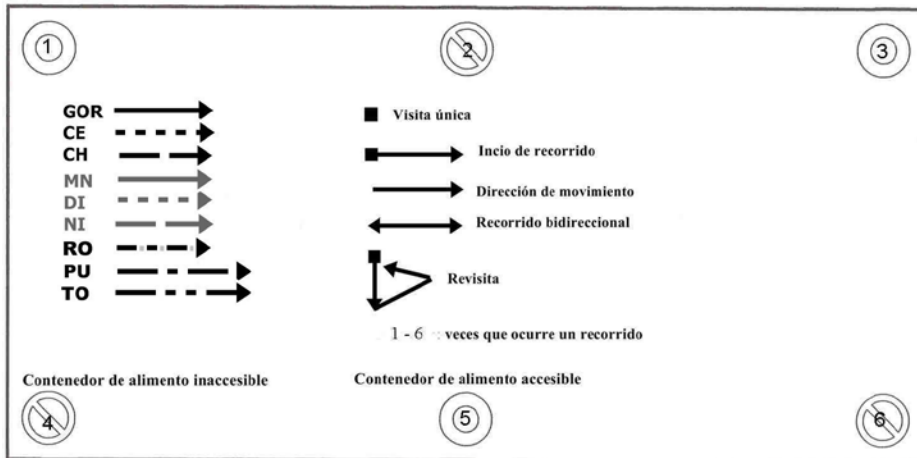 1
2
3
GOR
CE
CH
MN
DI
NI
RO
PU
TO
Visita única
Incio de recorrido
Dirección de movimiento
Recorrido bidireccional
Revisita
1 - 6 : veces que ocurre un recorrido
Contenedor de alimento inaccesible
Contenedor de alimento accesible
4
5
6